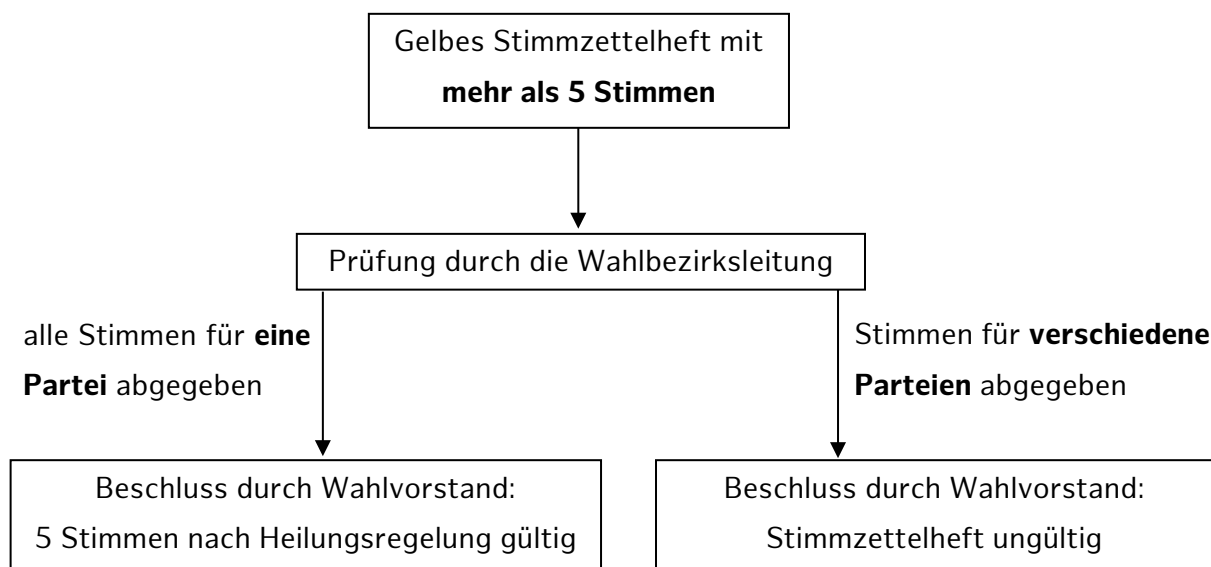 Gelbes Stimmzettelheft mit
mehr als 5 Stimmen
Prüfung durch die Wahlbezirksleitung
alle Stimmen für eine
Partei abgegeben
Stimmen für verschiedene
Parteien abgegeben
Beschluss durch Wahlvorstand:
5 Stimmen nach Heilungsregelung gültig
Beschluss durch Wahlvorstand:
Stimmzettelheft ungültig